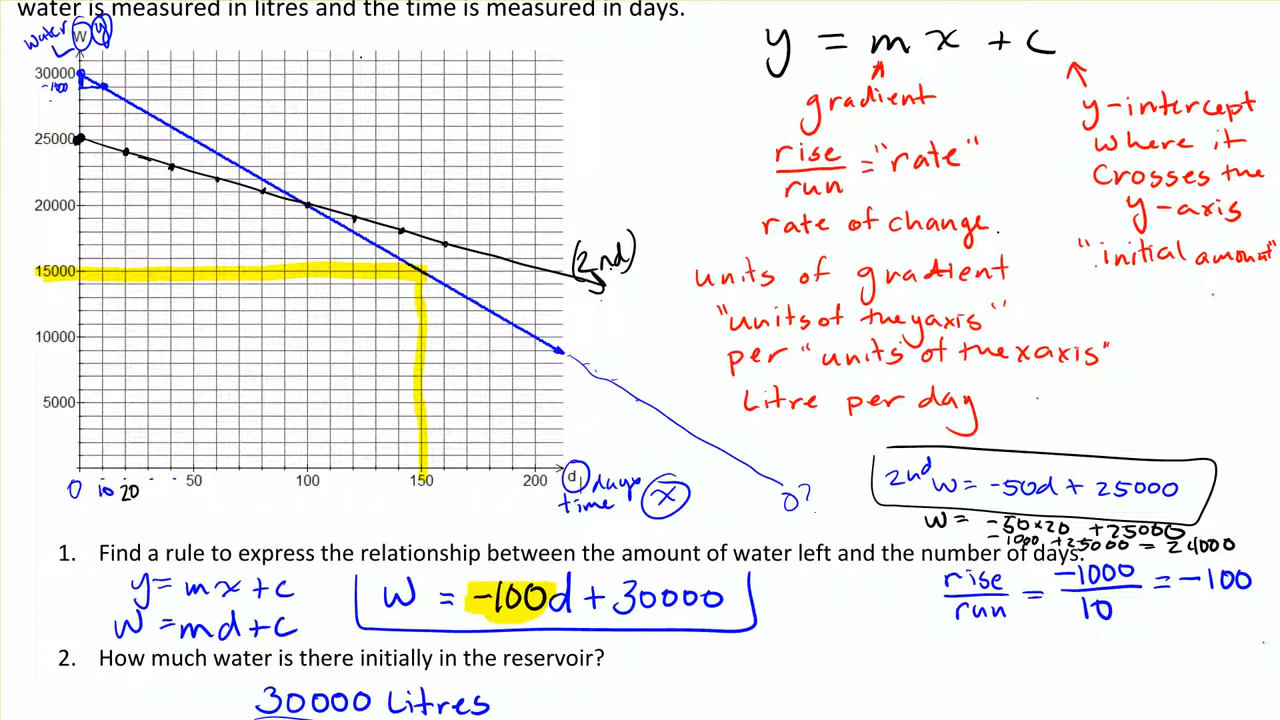 water is measured in litres and the time is measured in days.
water W y
30000
-1000
25000
20000
15000
10000
5000
0 10 20 50 100 150 200 d, days
time x
(2nd)
0?
y = mx + c
gradient
rise/run = "rate"
rate of change.
units of gradient
"units of the yaxis"
per "units of the xaxis"
Litre per day
y-intercept
where it
Crosses the
y-axis
"initial amount"
2nd W = -50d + 25000
W = -50×20 +25000
-1000 +25000 = 24000
1. Find a rule to express the relationship between the amount of water left and the number of days.
y = mx + c
W = md + c
W = -100d + 30000
rise/run = -1000/10 = -100
2. How much water is there initially in the reservoir?
30000 Litres